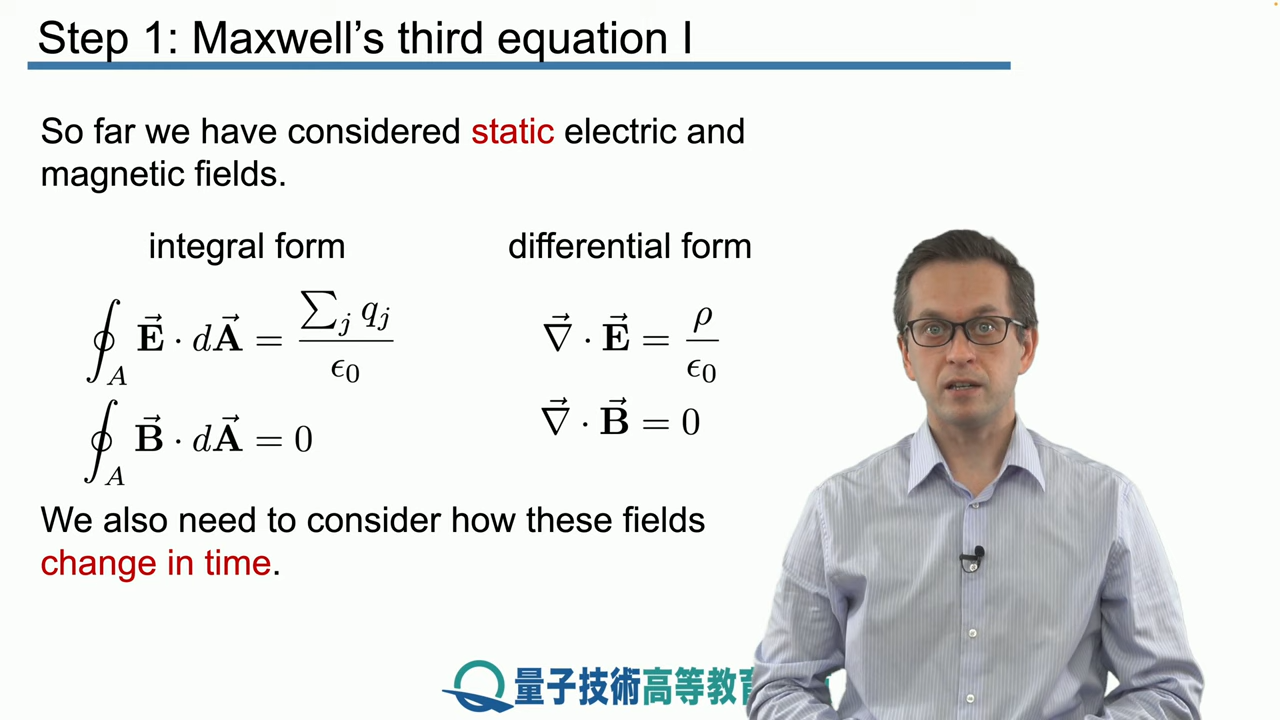 Step 1: Maxwell's third equation I
So far we have considered static electric and
magnetic fields.
integral form
differential form
∮_A E⃗ · dA⃗ = ∑_j q_j / ϵ_0
∇⃗ · E⃗ = ρ / ϵ_0
∮_A B⃗ · dA⃗ = 0
∇⃗ · B⃗ = 0
We also need to consider how these fields
change in time.
量子技術高等教育